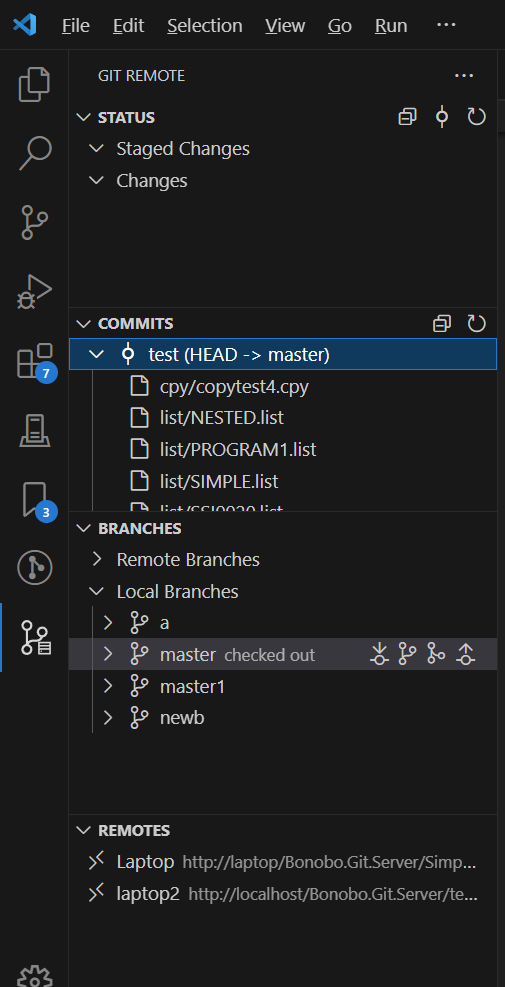 File Edit Selection View Go Run ···
GIT REMOTE ···
STATUS
Staged Changes
Changes
COMMITS
test (HEAD -> master)
cpy/copytest4.cpy
7
list/NESTED.list
list/PROGRAM1.list
list/SIMPLE.list
3
BRANCHES
Remote Branches
Local Branches
a
master checked out
master1
newb
REMOTES
Laptop http://laptop/Bonobo.Git.Server/Simp...
laptop2 http://localhost/Bonobo.Git.Server/te...